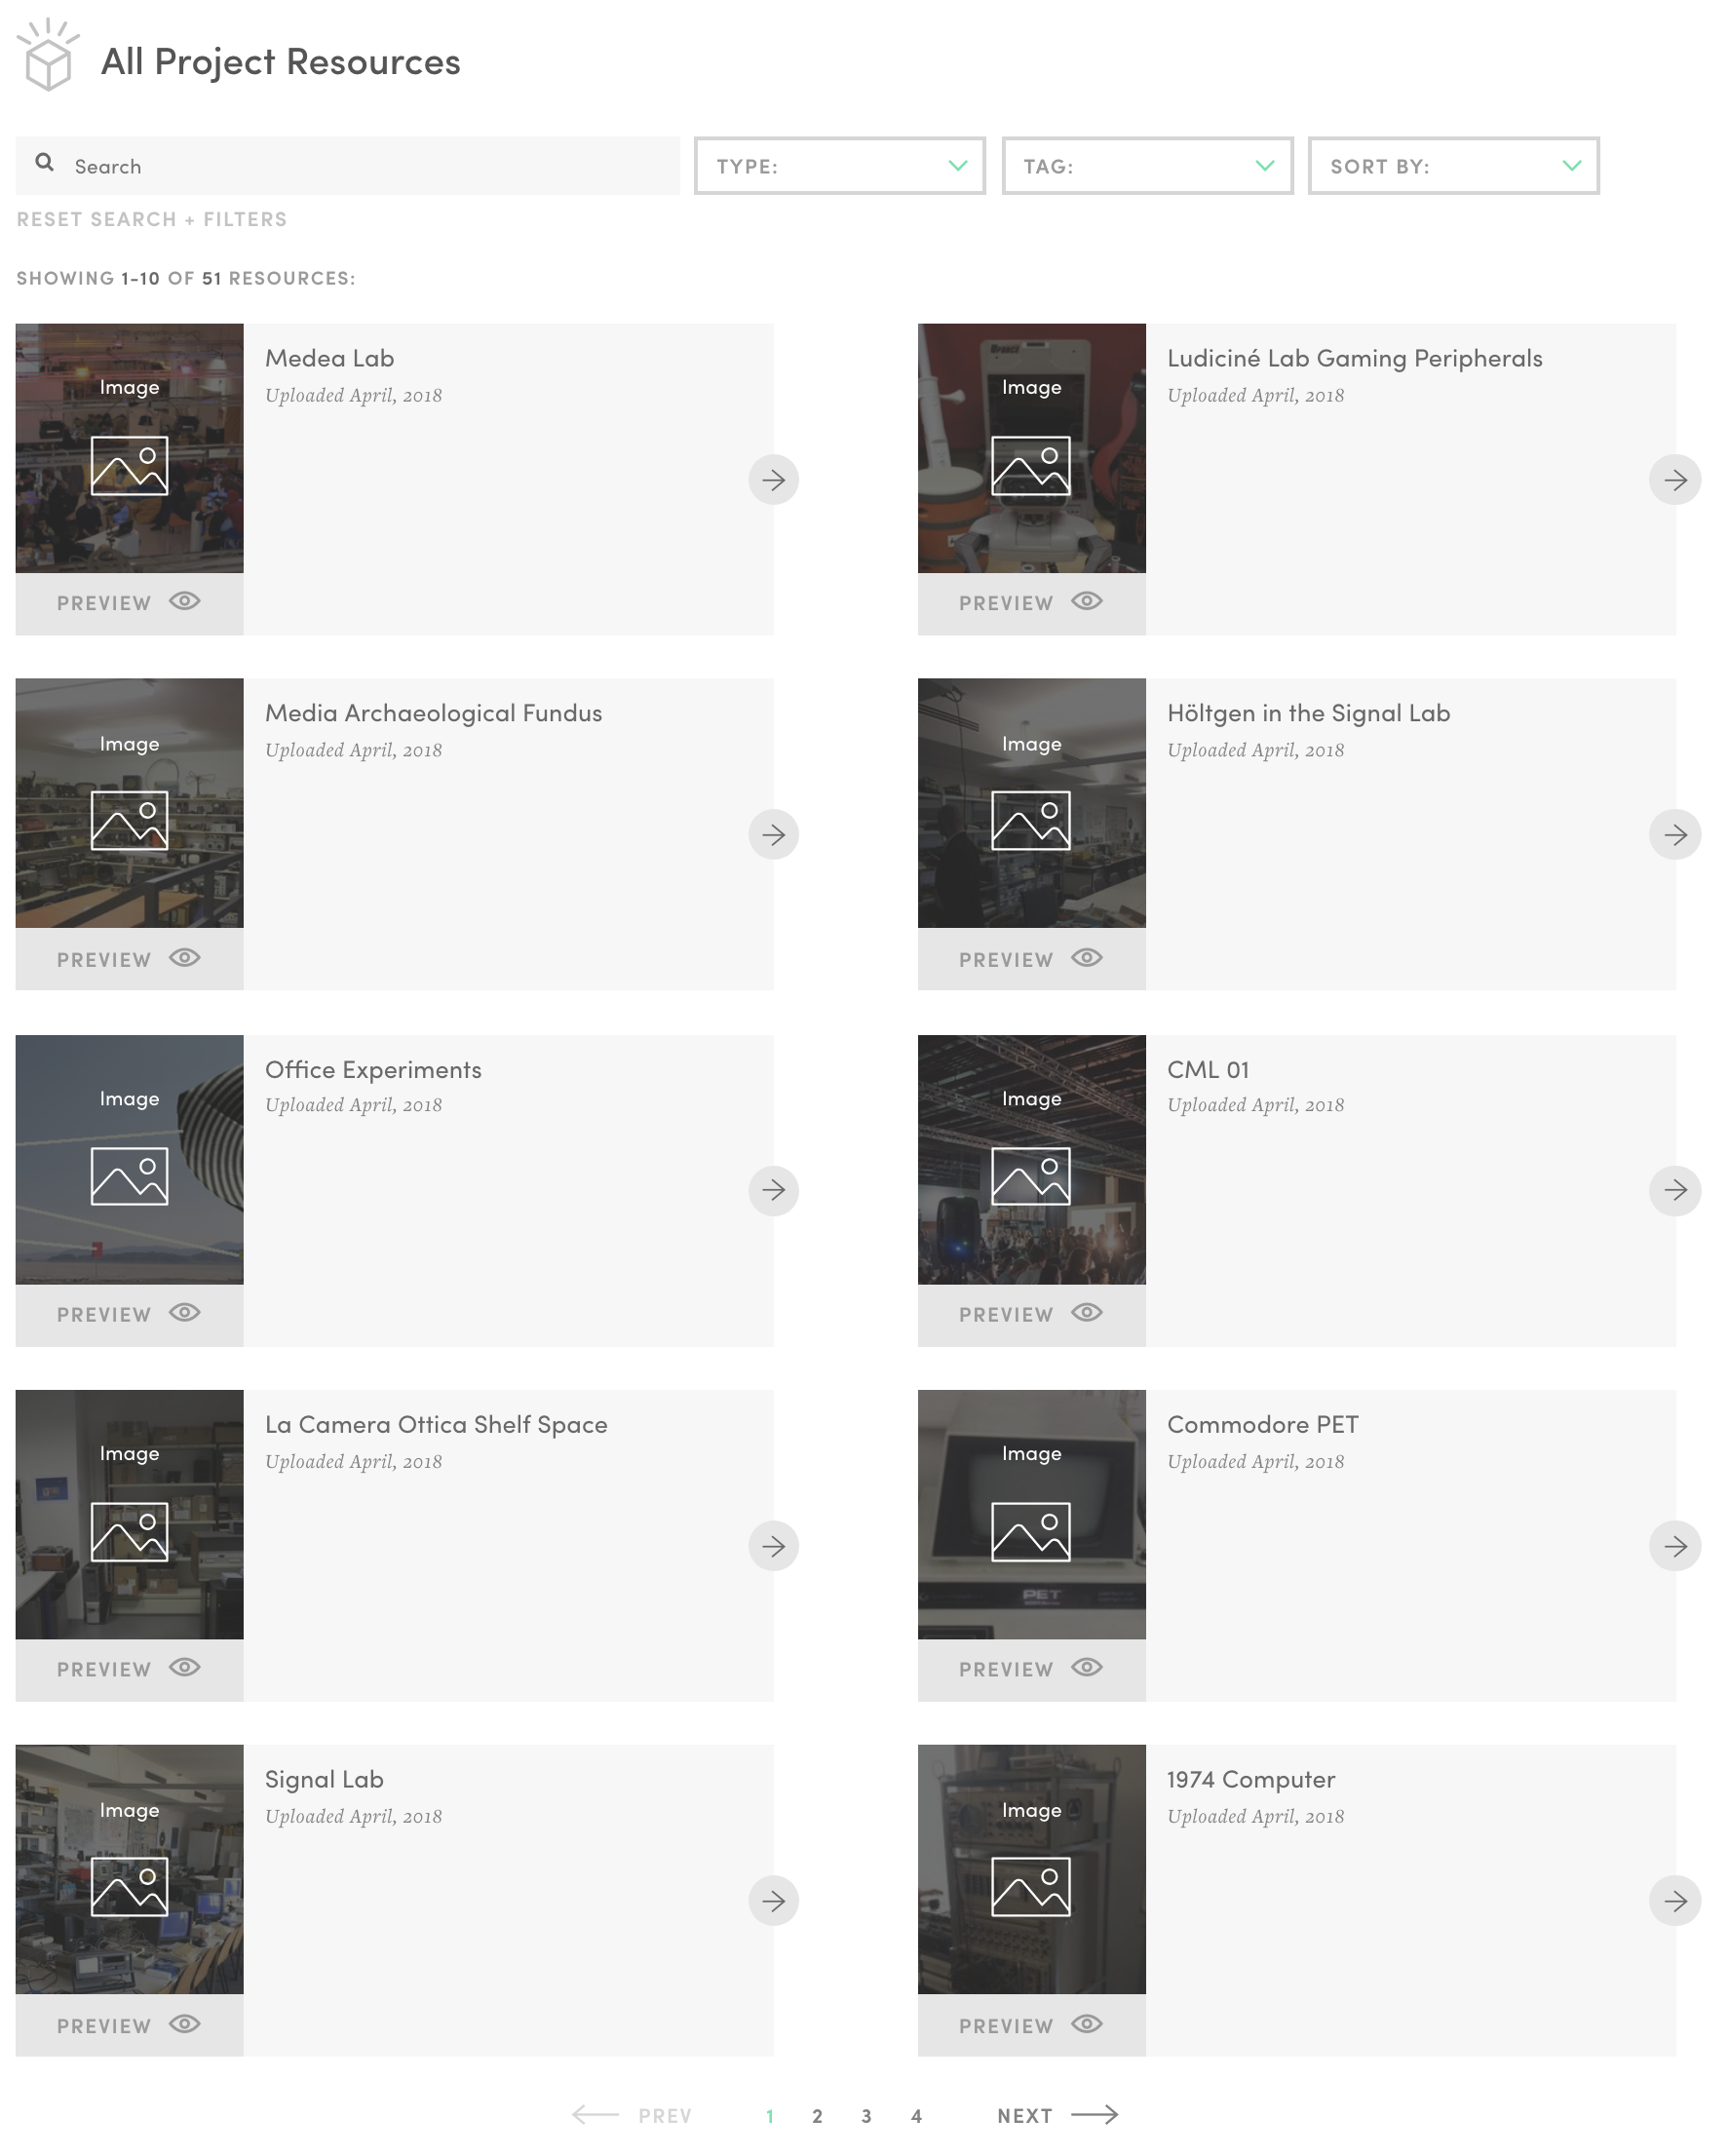 All Project Resources
Search
TYPE:
TAG:
SORT BY:
RESET SEARCH + FILTERS
SHOWING 1-10 OF 51 RESOURCES:
Image
PREVIEW
Medea Lab
Uploaded April, 2018
Image
PREVIEW
Ludiciné Lab Gaming Peripherals
Uploaded April, 2018
Image
PREVIEW
Media Archaeological Fundus
Uploaded April, 2018
Image
PREVIEW
Höltgen in the Signal Lab
Uploaded April, 2018
Image
PREVIEW
Office Experiments
Uploaded April, 2018
Image
PREVIEW
CML 01
Uploaded April, 2018
Image
PREVIEW
La Camera Ottica Shelf Space
Uploaded April, 2018
Image
PET
PREVIEW
Commodore PET
Uploaded April, 2018
Image
PREVIEW
Signal Lab
Uploaded April, 2018
Image
PREVIEW
1974 Computer
Uploaded April, 2018
PREV 1 2 3 4 NEXT